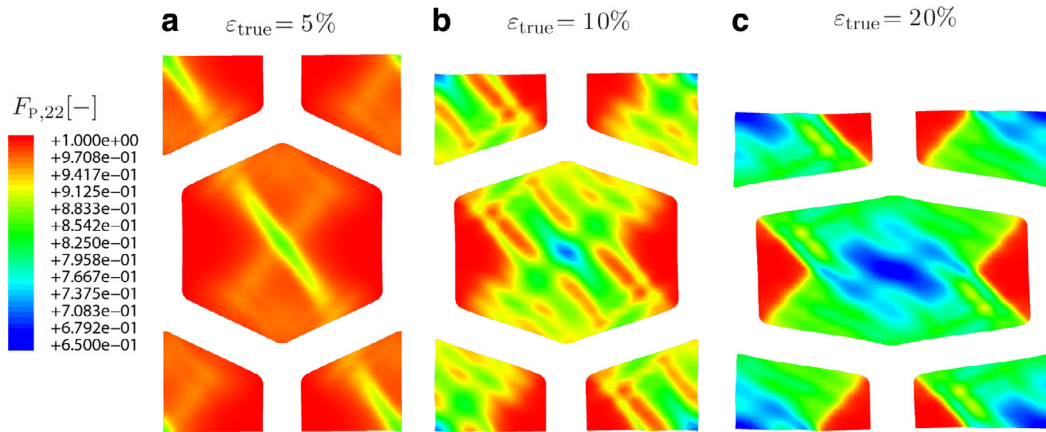 a
ε_true = 5%
b
ε_true = 10%
c
ε_true = 20%
F_P,22[−]
+1.000e+00
+9.708e−01
+9.417e−01
+9.125e−01
+8.833e−01
+8.542e−01
+8.250e−01
+7.958e−01
+7.667e−01
+7.375e−01
+7.083e−01
+6.792e−01
+6.500e−01